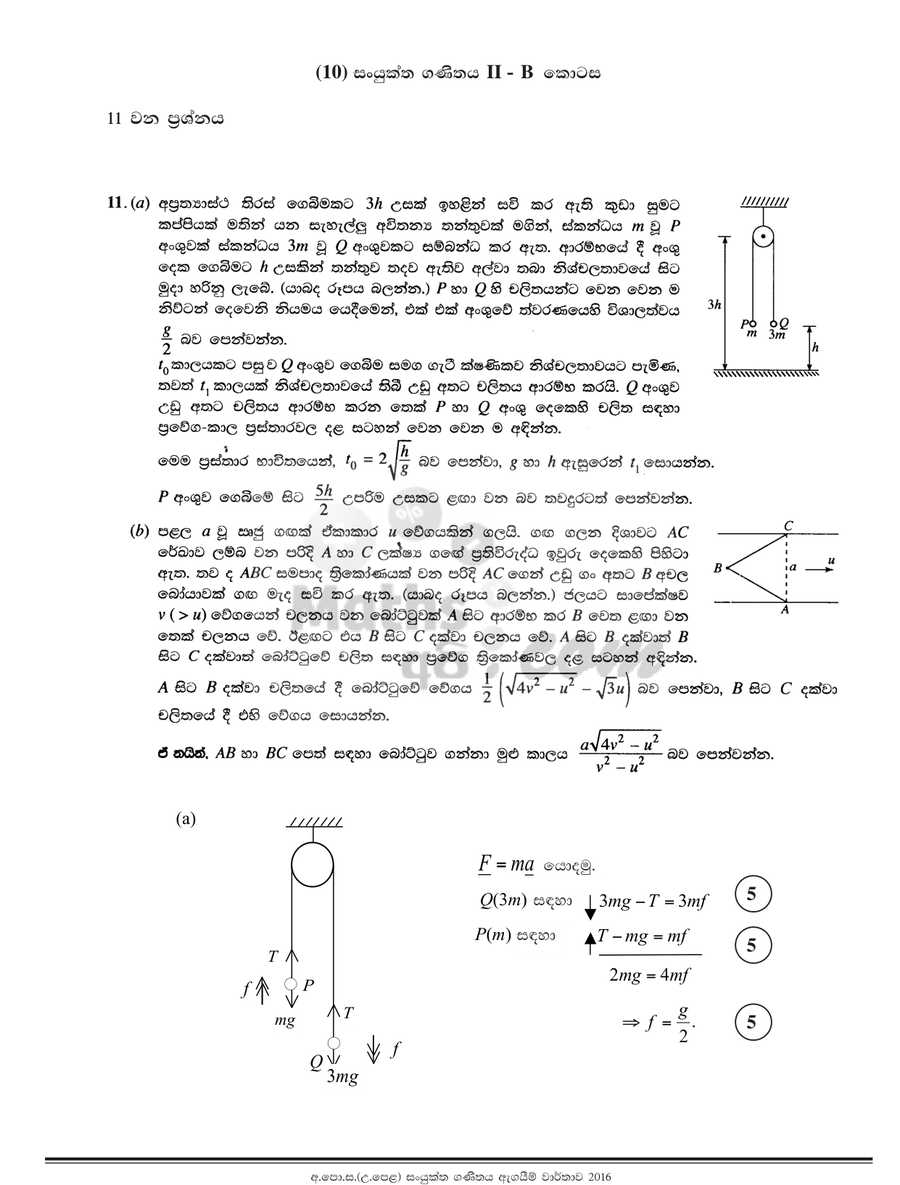 (10) සංයුක්ත ගණිතය II - B කොටස
11 වන ප්‍රශ්නය
11. (a) අප්‍රත්‍යාස්ථ තිරස් ගෙබිමකට 3h උසක් ඉහළින් සවි කර ඇති කුඩා සුමට
කප්පියක් මතින් යන සැහැල්ලු අවිතන්‍ය තන්තුවක් මගින්, ස්කන්ධය m වූ P
අංශුවක් ස්කන්ධය 3m වූ Q අංශුවකට සම්බන්ධ කර ඇත. ආරම්භයේ දී අංශු
දෙක ගෙබිමට h උසකින් තන්තුව තදව ඇතිව අල්වා තබා නිශ්චලතාවයේ සිට
මුදා හරිනු ලැබේ. (යාබද රූපය බලන්න.) P හා Q හි චලිතයන්ට වෙන වෙන ම
නිව්ටන් දෙවෙනි නියමය යෙදීමෙන්, එක් එක් අංශුවේ ත්වරණයෙහි විශාලත්වය
g/2 බව පෙන්වන්න.
t₀ කාලයකට පසුව Q අංශුව ගෙබිම සමග ගැටී ක්ෂණිකව නිශ්චලතාවයට පැමිණ,
තවත් t₁ කාලයක් නිශ්චලතාවයේ තිබී උඩු අතට චලිතය ආරම්භ කරයි. Q අංශුව
උඩු අතට චලිතය ආරම්භ කරන තෙක් P හා Q අංශු දෙකෙහි චලිත සඳහා
ප්‍රවේග-කාල ප්‍රස්තාරවල දළ සටහන් වෙන වෙන ම අඳින්න.
මෙම ප්‍රස්තාර භාවිතයෙන්, t₀ = 2√(h/g) බව පෙන්වා, g හා h ඇසුරෙන් t₁ සොයන්න.
P අංශුව ගෙබිමේ සිට 5h/2 උපරිම උසකට ළඟා වන බව තවදුරටත් පෙන්වන්න.
3h
P
m
Q
3m
h
(b) පළල a වූ ඍජු ගඟක් ඒකාකාර u වේගයකින් ගලයි. ගඟ ගලන දිශාවට AC
රේඛාව ලම්බ වන පරිදි A හා C ලක්ෂ්‍ය ගඟේ ප්‍රතිවිරුද්ධ ඉවුරු දෙකෙහි පිහිටා
ඇත. තව ද ABC සමපාද ත්‍රිකෝණයක් වන පරිදි AC ගෙන් උඩු ගං අතට B අචල
බෝයාවක් ගඟ මැද සවි කර ඇත. (යාබද රූපය බලන්න.) ජලයට සාපේක්ෂව
v ( > u) වේගයෙන් චලනය වන බෝට්ටුවක් A සිට ආරම්භ කර B වෙත ළඟා වන
තෙක් චලනය වේ. ඊළඟට එය B සිට C දක්වා චලනය වේ. A සිට B දක්වාත් B
සිට C දක්වාත් බෝට්ටුවේ චලිත සඳහා ප්‍රවේග ත්‍රිකෝණවල දළ සටහන් අඳින්න.
A සිට B දක්වා චලිතයේ දී බෝට්ටුවේ වේගය 1/2 (√(4v² − u²) − √3u) බව පෙන්වා, B සිට C දක්වා
චලිතයේ දී එහි වේගය සොයන්න.
ඒ නයින්, AB හා BC පෙත් සඳහා බෝට්ටුව ගන්නා මුළු කාලය a√(4v² − u²)/(v² − u²) බව පෙන්වන්න.
C
B
a
u
A
Maths
අපි
.com
(a)
T
f
P
mg
T
Q
f
3mg
F = ma යොදමු.
Q(3m) සඳහා ↓ 3mg − T = 3mf 5
P(m) සඳහා ↑ T − mg = mf 5
2mg = 4mf
⇒ f = g/2. 5
අ.පො.ස.(උ.පෙළ) සංයුක්ත ගණිතය ඇගයීම් වාර්තාව 2016